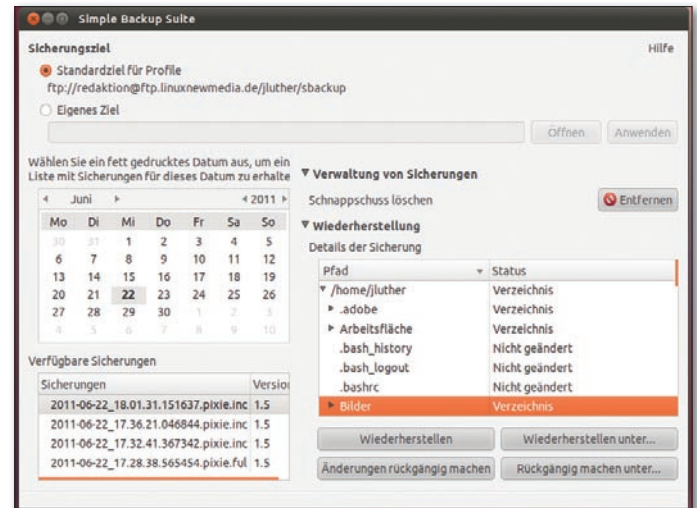 Simple Backup Suite
Sicherungsziel
Hilfe
Standardziel für Profile
ftp://redaktion@ftp.linuxnewmedia.de/jluther/sbackup
Eigenes Ziel
Öffnen
Anwenden
Wählen Sie ein fett gedrucktes Datum aus, um ein
Liste mit Sicherungen für dieses Datum zu erhalte
Juni 2011
Mo Di Mi Do Fr Sa So
30 31 1 2 3 4 5
6 7 8 9 10 11 12
13 14 15 16 17 18 19
20 21 22 23 24 25 26
27 28 29 30 1 2 3
4 5 6 7 8 9 10
Verfügbare Sicherungen
Sicherungen Version
2011-06-22_18.01.31.151637.pixie.inc 1.5
2011-06-22_17.36.21.046844.pixie.inc 1.5
2011-06-22_17.32.41.367342.pixie.inc 1.5
2011-06-22_17.28.38.565454.pixie.ful 1.5
Verwaltung von Sicherungen
Schnappschuss löschen
Entfernen
Wiederherstellung
Details der Sicherung
Pfad Status
/home/jluther Verzeichnis
.adobe Verzeichnis
Arbeitsfläche Verzeichnis
.bash_history Nicht geändert
.bash_logout Nicht geändert
.bashrc Nicht geändert
Bilder Verzeichnis
Wiederherstellen
Wiederherstellen unter...
Änderungen rückgängig machen
Rückgängig machen unter...